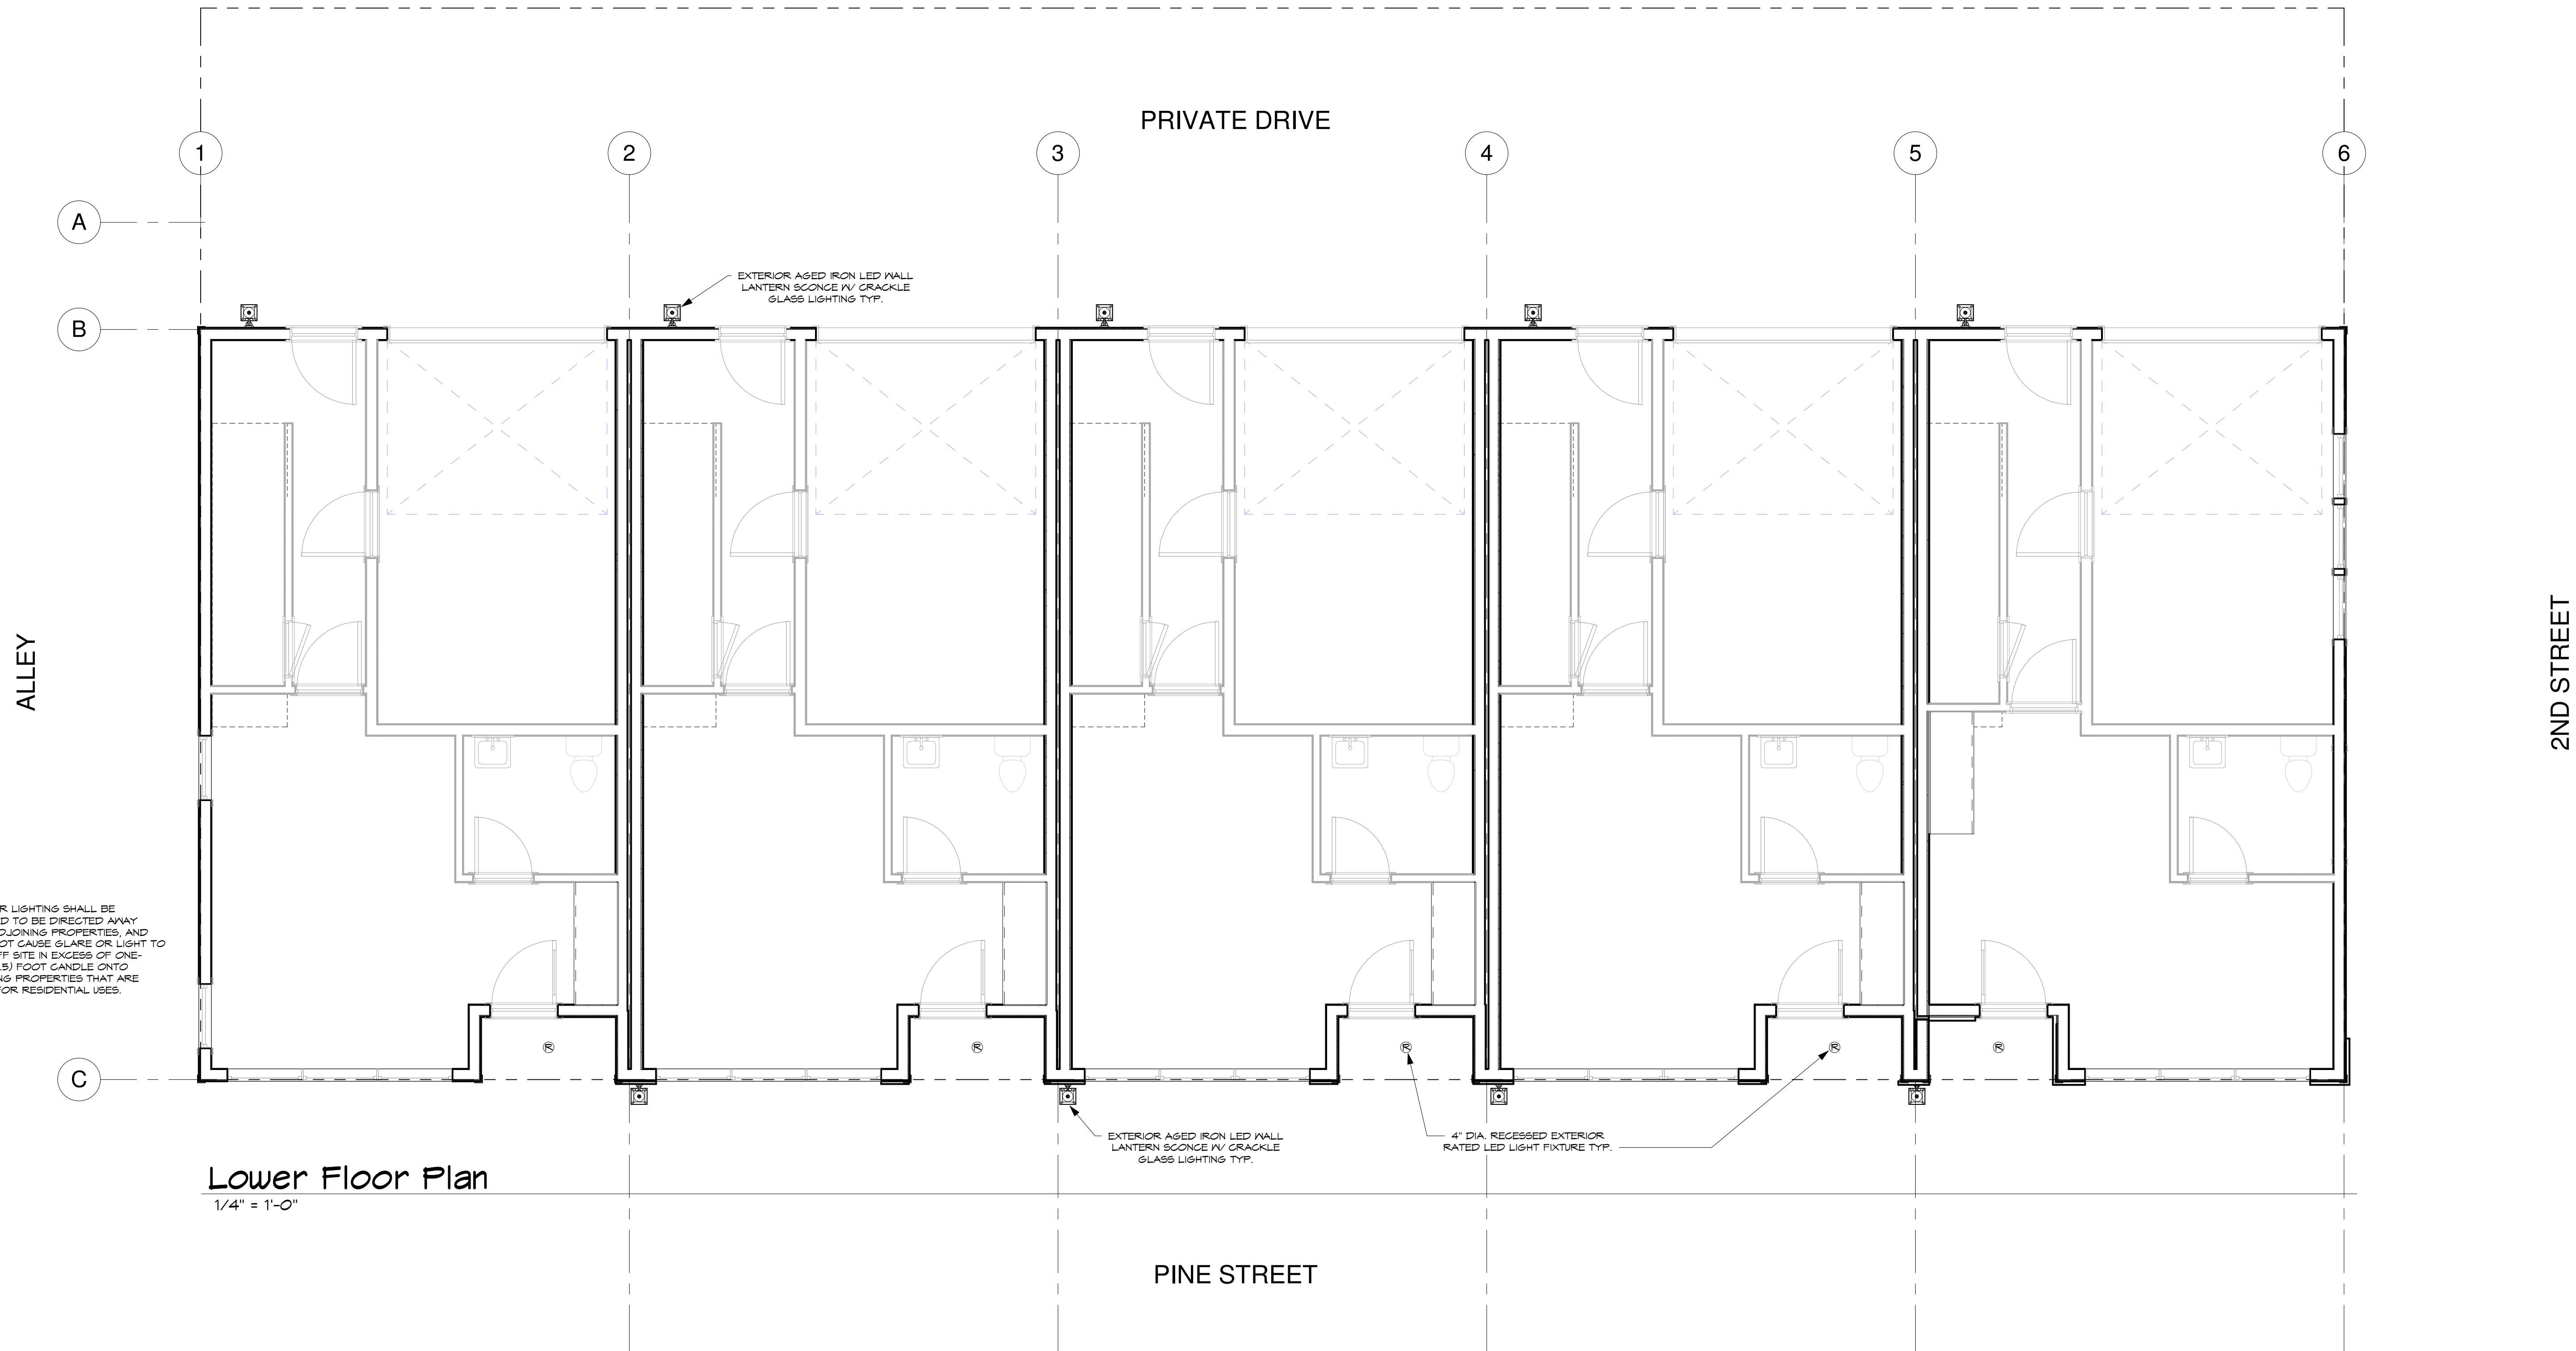 PRIVATE DRIVE
1
2
3
4
5
6
A
EXTERIOR AGED IRON LED WALL
LANTERN SCONCE W/ CRACKLE
GLASS LIGHTING TYP.
B
ALLEY
2ND STREET
R LIGHTING SHALL BE
D TO BE DIRECTED AWAY
DJOINING PROPERTIES, AND
OT CAUSE GLARE OR LIGHT TO
FF SITE IN EXCESS OF ONE-
.5) FOOT CANDLE ONTO
NG PROPERTIES THAT ARE
FOR RESIDENTIAL USES.
R
R
R
R
R
C
EXTERIOR AGED IRON LED WALL
LANTERN SCONCE W/ CRACKLE
GLASS LIGHTING TYP.
4" DIA. RECESSED EXTERIOR
RATED LED LIGHT FIXTURE TYP.
Lower Floor Plan
1/4" = 1'-0"
PINE STREET